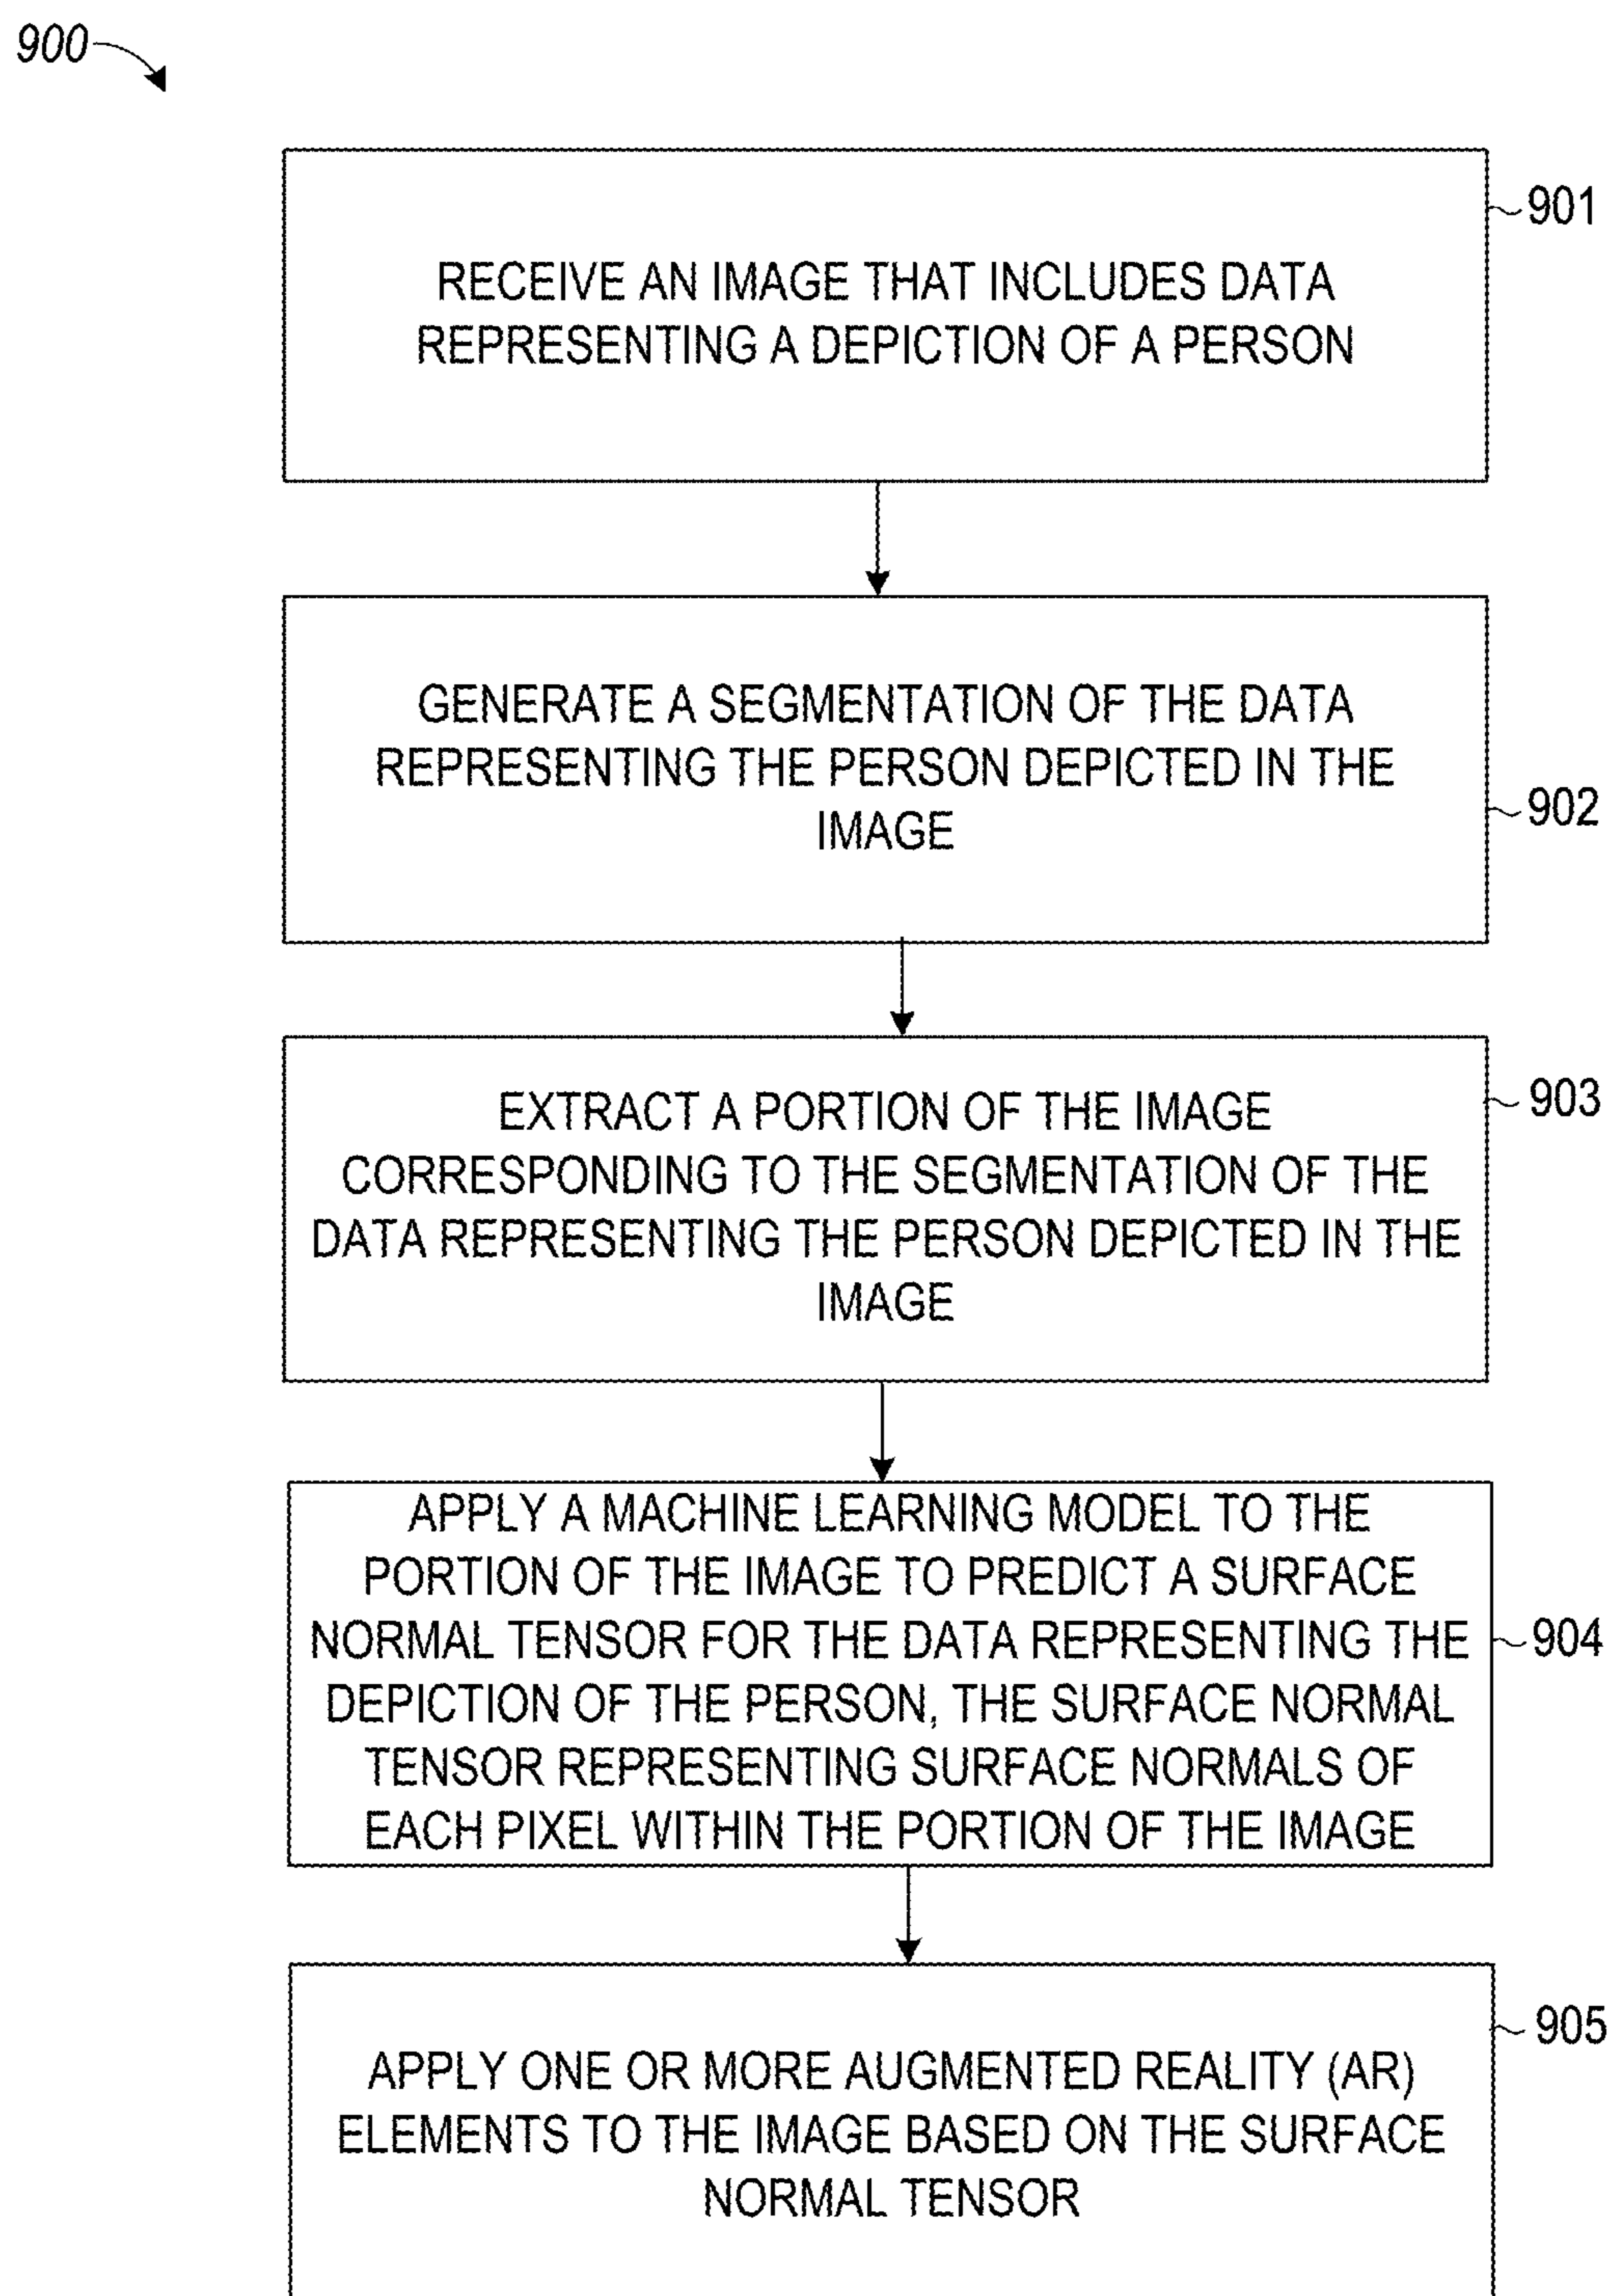 900
RECEIVE AN IMAGE THAT INCLUDES DATA
REPRESENTING A DEPICTION OF A PERSON
901
GENERATE A SEGMENTATION OF THE DATA
REPRESENTING THE PERSON DEPICTED IN THE
IMAGE
902
EXTRACT A PORTION OF THE IMAGE
CORRESPONDING TO THE SEGMENTATION OF THE
DATA REPRESENTING THE PERSON DEPICTED IN THE
IMAGE
903
APPLY A MACHINE LEARNING MODEL TO THE
PORTION OF THE IMAGE TO PREDICT A SURFACE
NORMAL TENSOR FOR THE DATA REPRESENTING THE
DEPICTION OF THE PERSON, THE SURFACE NORMAL
TENSOR REPRESENTING SURFACE NORMALS OF
EACH PIXEL WITHIN THE PORTION OF THE IMAGE
904
APPLY ONE OR MORE AUGMENTED REALITY (AR)
ELEMENTS TO THE IMAGE BASED ON THE SURFACE
NORMAL TENSOR
905